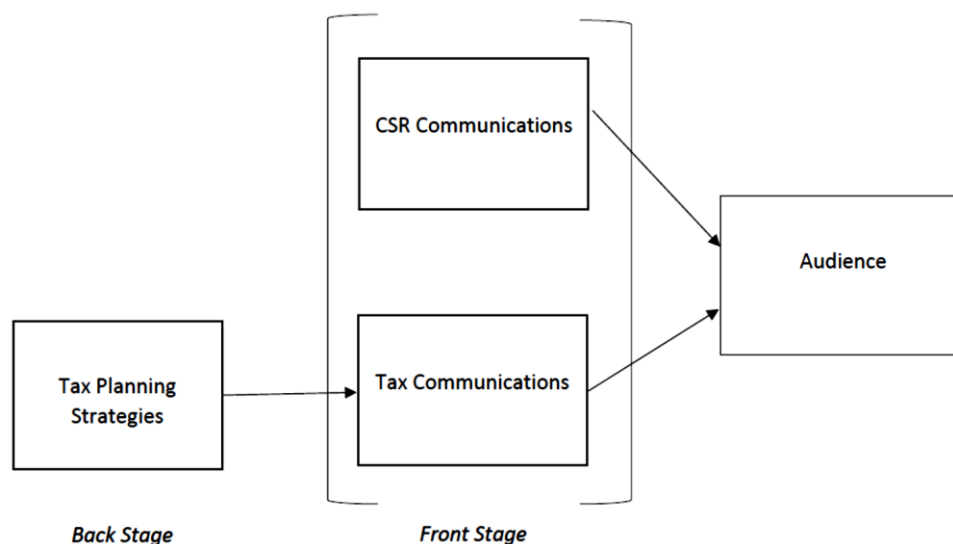 CSR Communications
Audience
Tax Planning
Strategies
Tax Communications
Back Stage
Front Stage